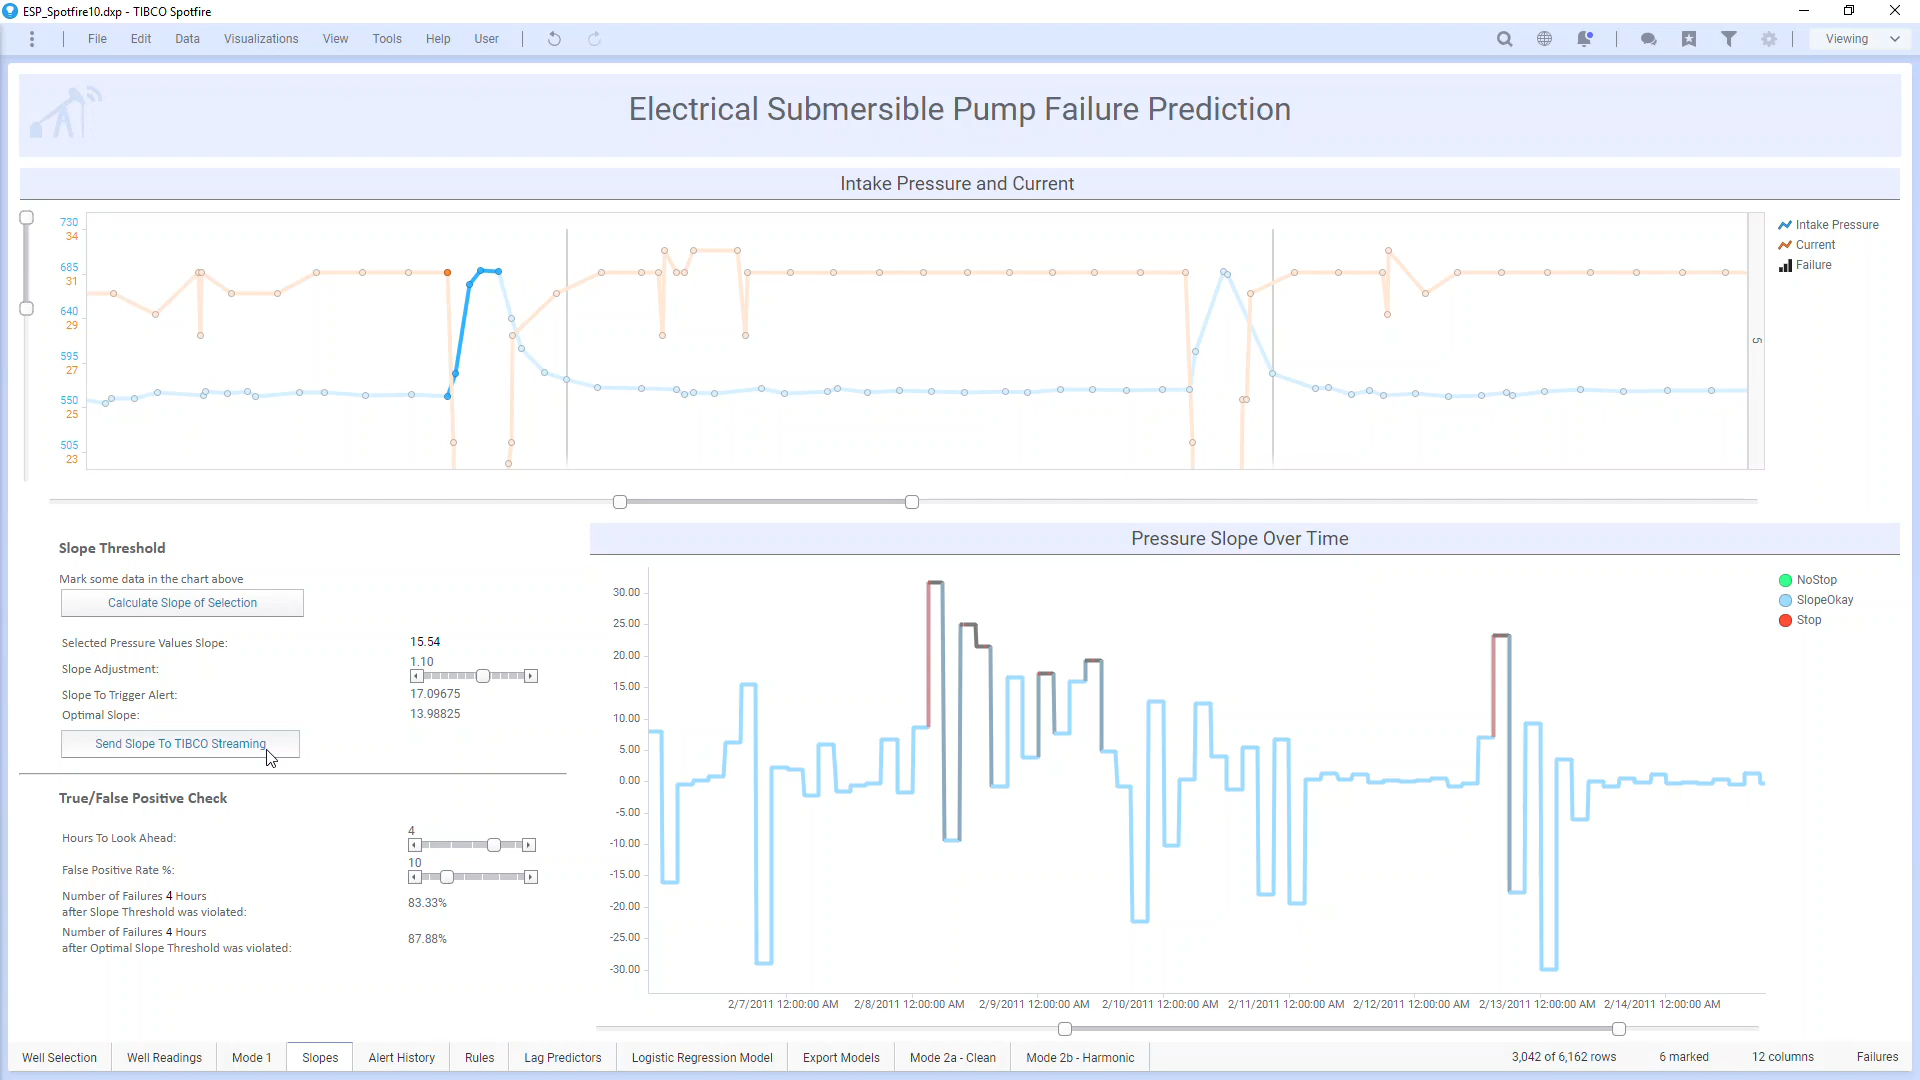 ESP_Spotfire10.dxp - TIBCO Spotfire
File Edit Data Visualizations View Tools Help User Viewing
Electrical Submersible Pump Failure Prediction
Intake Pressure and Current
730
34
685
31
640
29
595
27
550
25
505
23
5
Intake Pressure
Current
Failure
Slope Threshold
Mark some data in the chart above
Calculate Slope of Selection
Selected Pressure Values Slope: 15.54
Slope Adjustment: 1.10
Slope To Trigger Alert: 17.09675
Optimal Slope: 13.98825
Send Slope To TIBCO Streaming
True/False Positive Check
Hours To Look Ahead: 4
False Positive Rate %: 10
Number of Failures 4 Hours
after Slope Threshold was violated: 83.33%
Number of Failures 4 Hours
after Optimal Slope Threshold was violated: 87.88%
Pressure Slope Over Time
30.00
25.00
20.00
15.00
10.00
5.00
0.00
-5.00
-10.00
-15.00
-20.00
-25.00
-30.00
2/7/2011 12:00:00 AM 2/8/2011 12:00:00 AM 2/9/2011 12:00:00 AM 2/10/2011 12:00:00 AM 2/11/2011 12:00:00 AM 2/12/2011 12:00:00 AM 2/13/2011 12:00:00 AM 2/14/2011 12:00:00 AM
NoStop
SlopeOkay
Stop
Well Selection Well Readings Mode 1 Slopes Alert History Rules Lag Predictors Logistic Regression Model Export Models Mode 2a - Clean Mode 2b - Harmonic 3,042 of 6,162 rows 6 marked 12 columns Failures